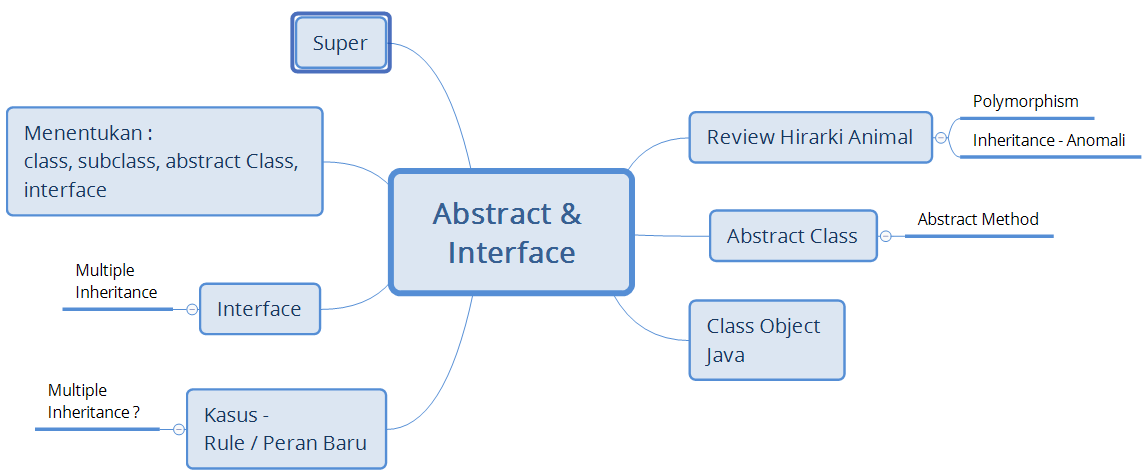 Abstract &
Interface
Review Hirarki Animal
Polymorphism
Inheritance - Anomali
Abstract Class
Abstract Method
Class Object
Java
Kasus -
Rule / Peran Baru
Multiple
Inheritance ?
Interface
Multiple
Inheritance
Menentukan :
class, subclass, abstract Class,
interface
Super